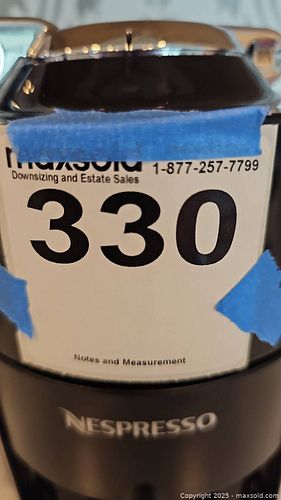 maxsold 1-877-257-7799
Downsizing and Estate Sales
330
Notes and Measurement
NESPRESSO
Copyright 2025 - maxsold.com